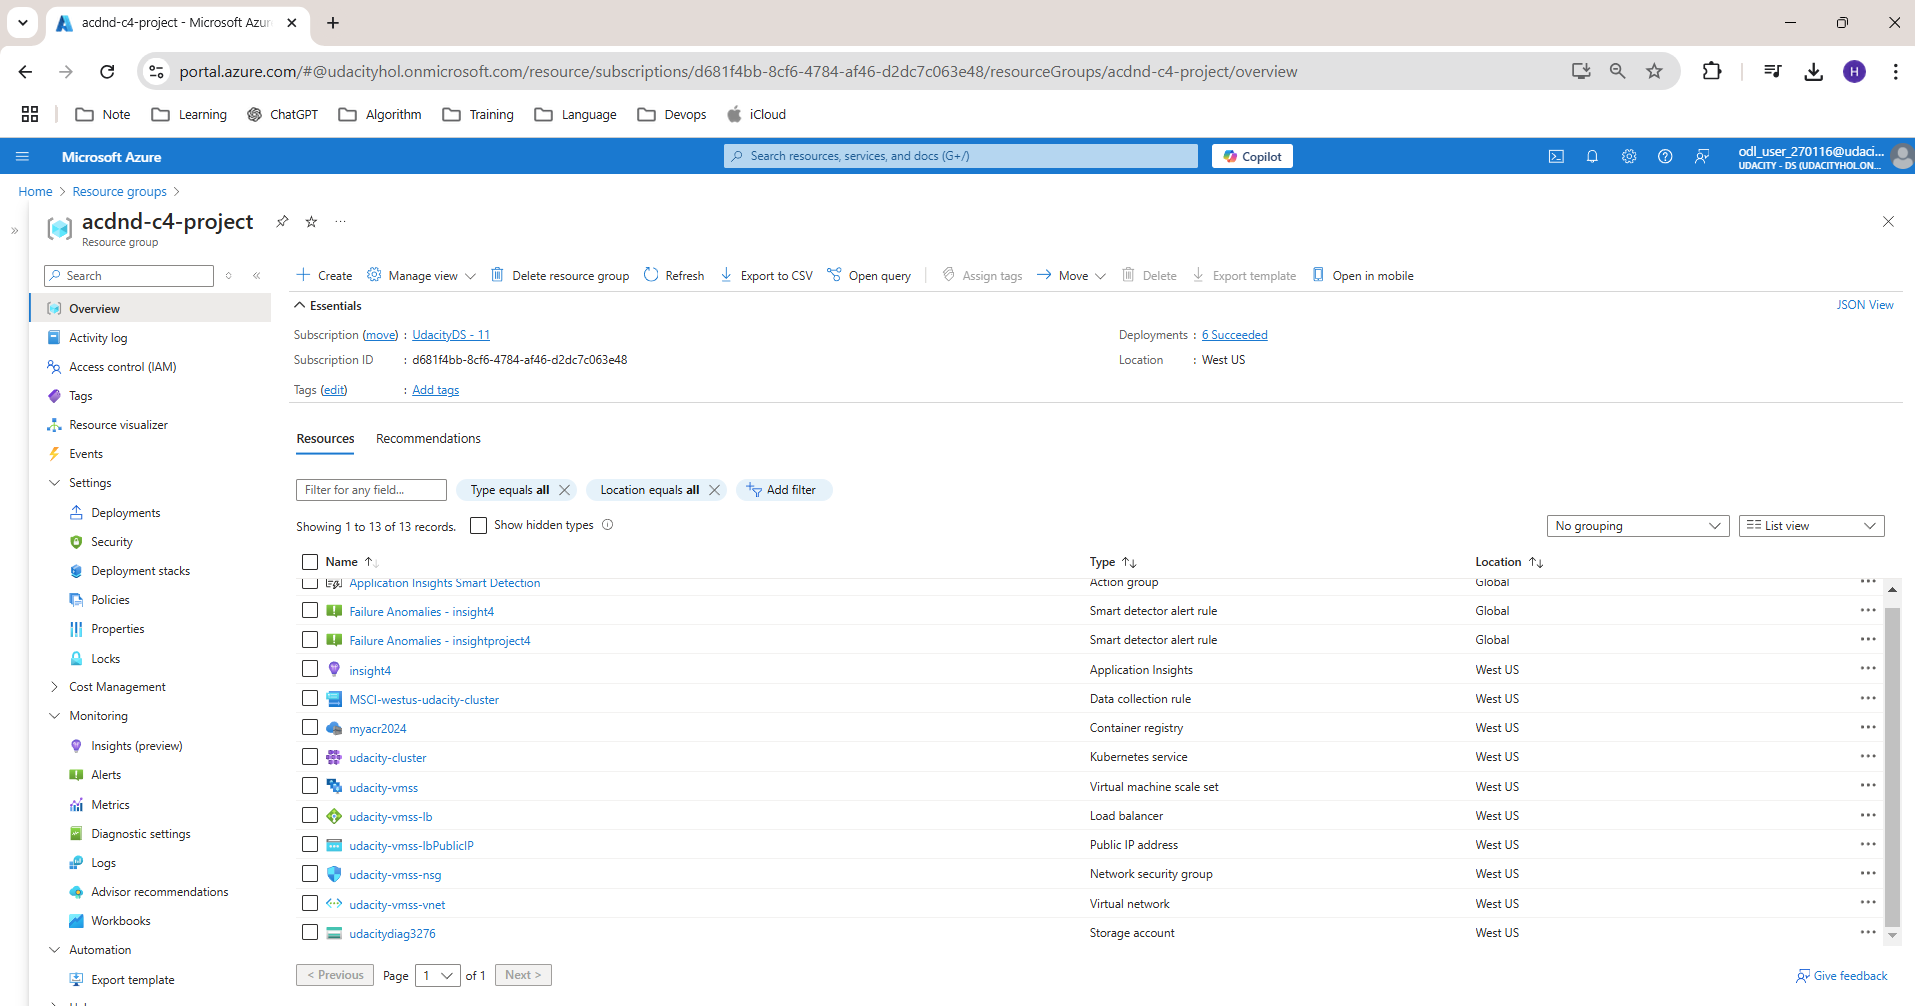 acdnd-c4-project - Microsoft Azur
portal.azure.com/#@udacityhol.onmicrosoft.com/resource/subscriptions/d681f4bb-8cf6-4784-af46-d2dc7c063e48/resourceGroups/acdnd-c4-project/overview
H
Note Learning ChatGPT Algorithm Training Language Devops iCloud
Microsoft Azure
Search resources, services, and docs (G+/)
Copilot
odl_user_270116@udaci...
UDACITY - DS (UDACITYHOL.ON...
Home > Resource groups >
acdnd-c4-project
Resource group
Search
Create Manage view Delete resource group Refresh Export to CSV Open query Assign tags Move Delete Export template Open in mobile
Overview
Activity log
Access control (IAM)
Tags
Resource visualizer
Events
Settings
Deployments
Security
Deployment stacks
Policies
Properties
Locks
Cost Management
Monitoring
Insights (preview)
Alerts
Metrics
Diagnostic settings
Logs
Advisor recommendations
Workbooks
Automation
Export template
Essentials
JSON View
Subscription (move) : UdacityDS - 11
Subscription ID : d681f4bb-8cf6-4784-af46-d2dc7c063e48
Tags (edit) : Add tags
Deployments : 6 Succeeded
Location : West US
Resources Recommendations
Filter for any field...
Type equals all
Location equals all
Add filter
Showing 1 to 13 of 13 records.
Show hidden types
No grouping
List view
Name Type Location
Application Insights Smart Detection Action group Global
Failure Anomalies - insight4 Smart detector alert rule Global
Failure Anomalies - insightproject4 Smart detector alert rule Global
insight4 Application Insights West US
MSCI-westus-udacity-cluster Data collection rule West US
myacr2024 Container registry West US
udacity-cluster Kubernetes service West US
udacity-vmss Virtual machine scale set West US
udacity-vmss-lb Load balancer West US
udacity-vmss-lbPublicIP Public IP address West US
udacity-vmss-nsg Network security group West US
udacity-vmss-vnet Virtual network West US
udacitydiag3276 Storage account West US
< Previous Page 1 of 1 Next >
Give feedback